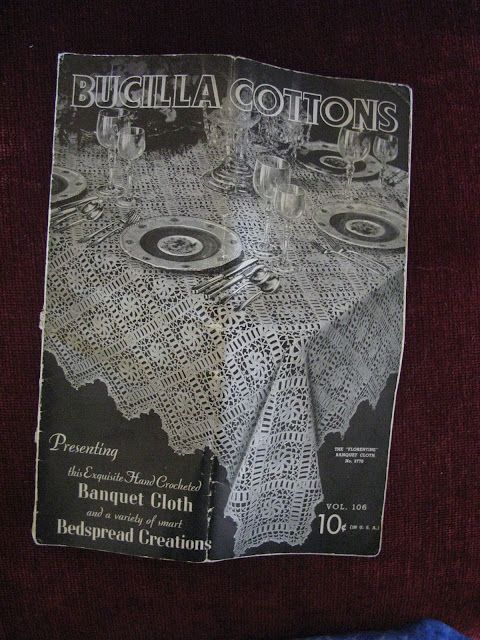 BUCILLA COTTONS
Presenting
this Exquisite Hand Crocheted
Banquet Cloth
and a variety of smart
Bedspread Creations
THE "FLORENTINE"
BANQUET CLOTH
No. 3770
VOL. 106
10¢ (IN U. S. A.)